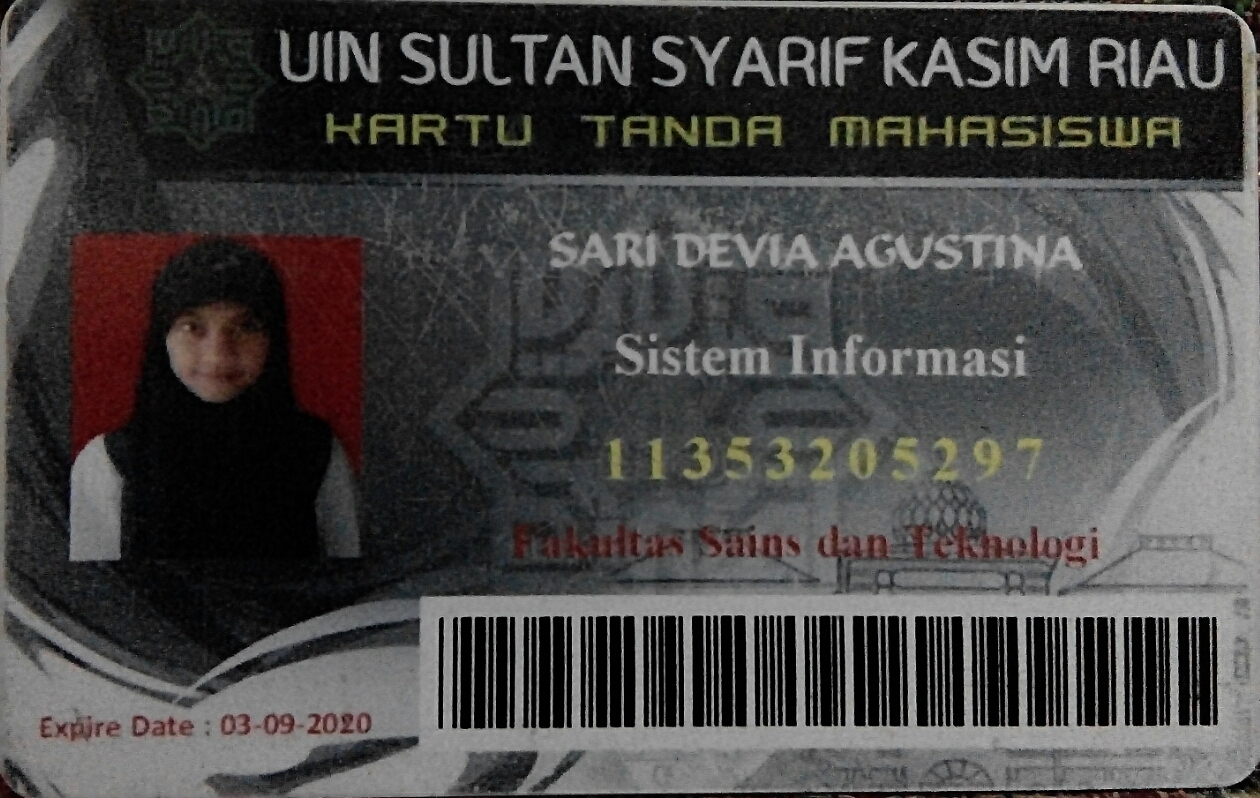 UIN SULTAN SYARIF KASIM RIAU
KARTU TANDA MAHASISWA
SARI DEVIA AGUSTINA
Sistem Informasi
11353205297
Fakultas Sains dan Teknologi
Expire Date : 03-09-2020